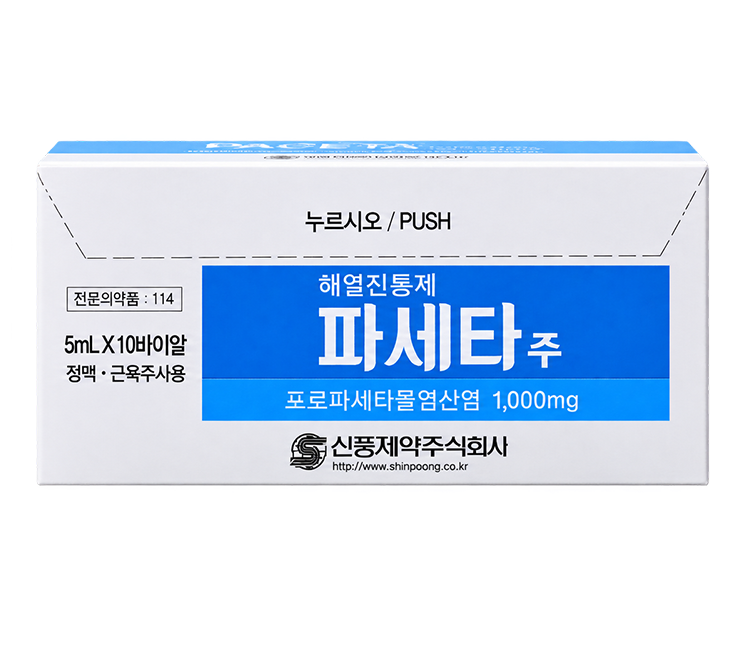 PACETA
누르시오 / PUSH
전문의약품 : 114
5mL X 10바이알
정맥 · 근육주사용
해열진통제
파세타 주
포로파세타몰염산염 1,000mg
신풍제약주식회사
http://www.shinpoong.co.kr